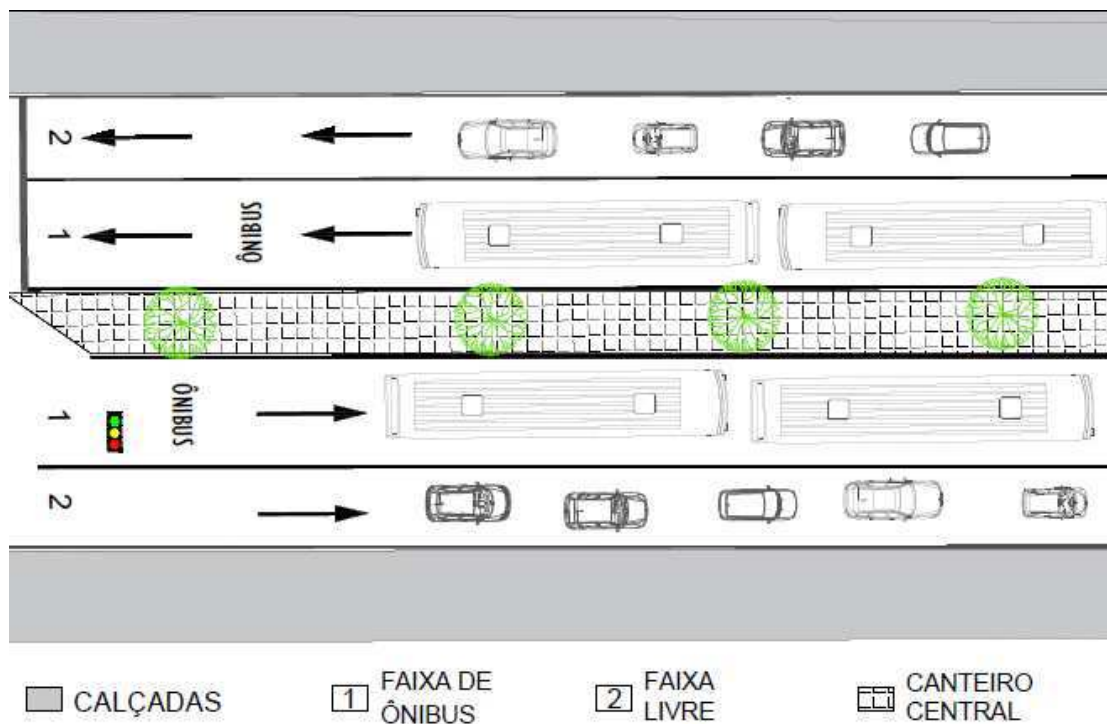 2
1
ÔNIBUS
1
ÔNIBUS
2
CALÇADAS
1 FAIXA DE
ÔNIBUS
2 FAIXA
LIVRE
CANTEIRO
CENTRAL